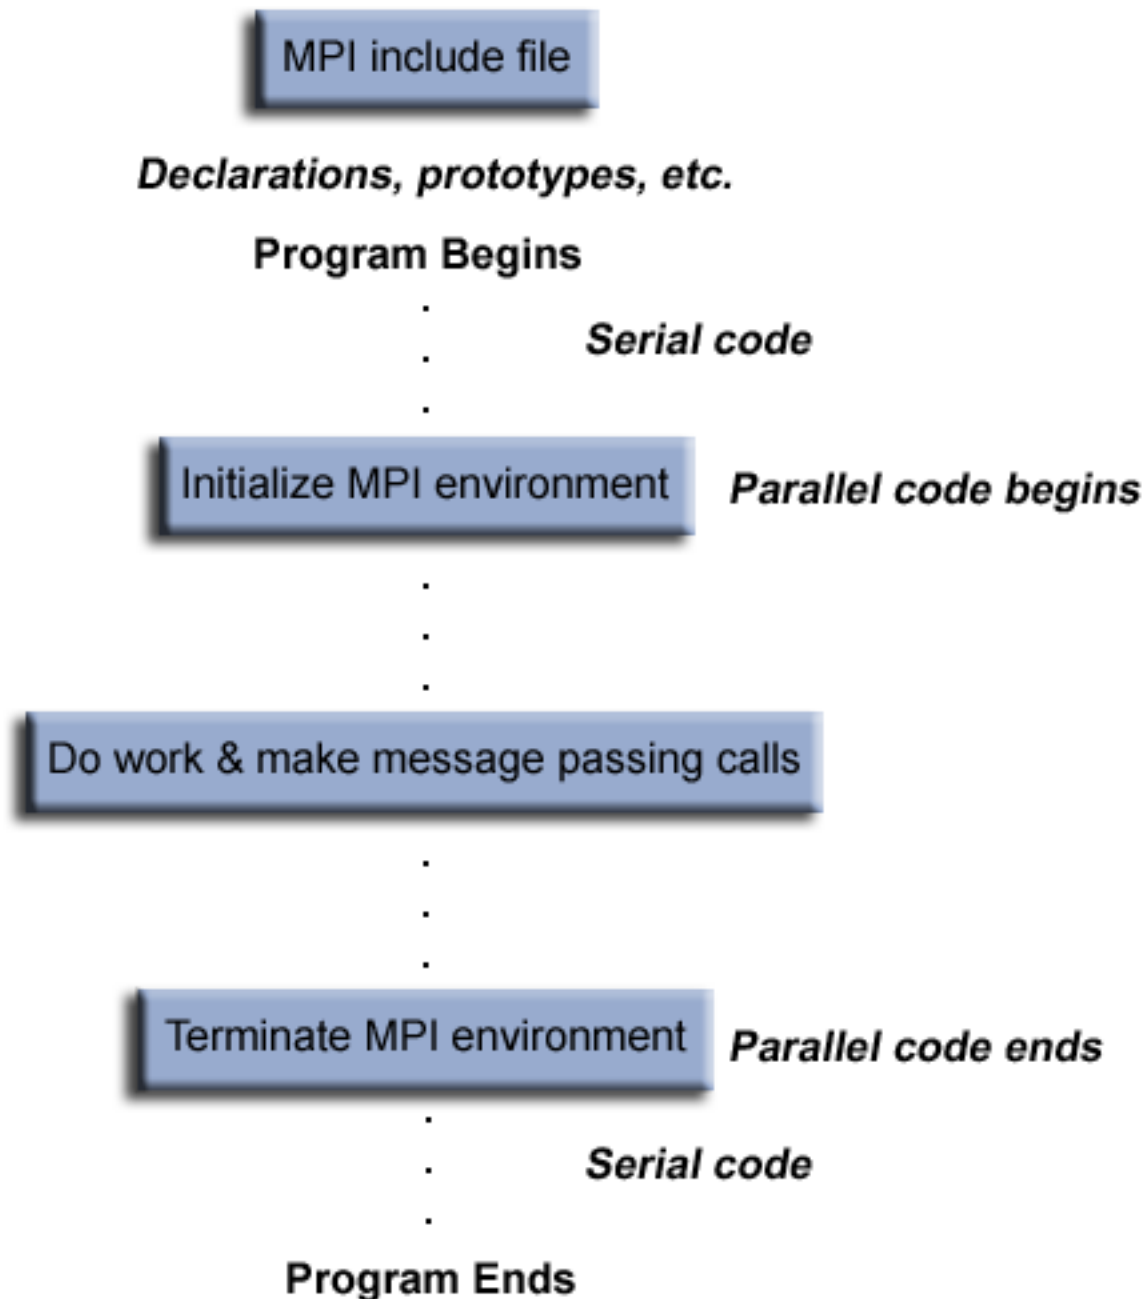 MPI include file
Declarations, prototypes, etc.
Program Begins
.
Serial code
.
.
Initialize MPI environment
Parallel code begins
.
.
.
Do work & make message passing calls
.
.
.
Terminate MPI environment
Parallel code ends
.
.
Serial code
.
Program Ends